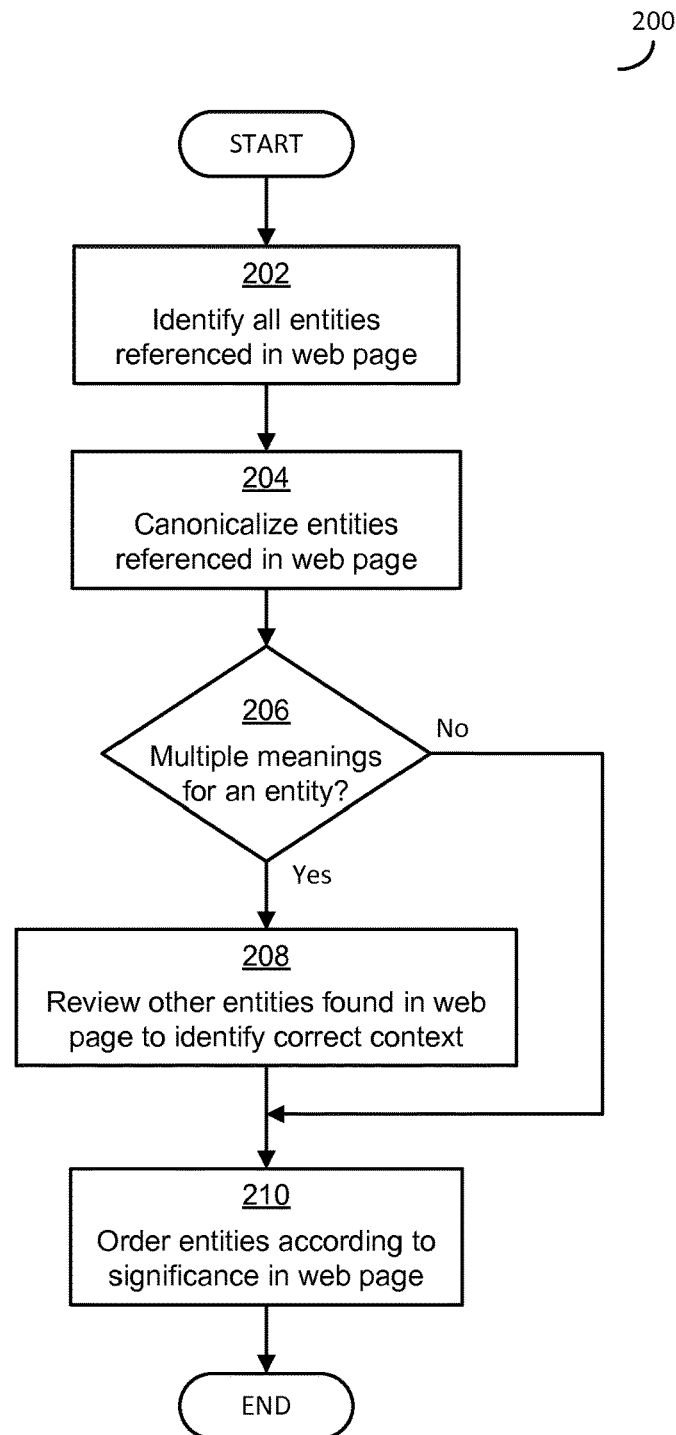 200
START
202
Identify all entities
referenced in web page
204
Canonicalize entities
referenced in web page
206
Multiple meanings
for an entity?
No
Yes
208
Review other entities found in web
page to identify correct context
210
Order entities according to
significance in web page
END